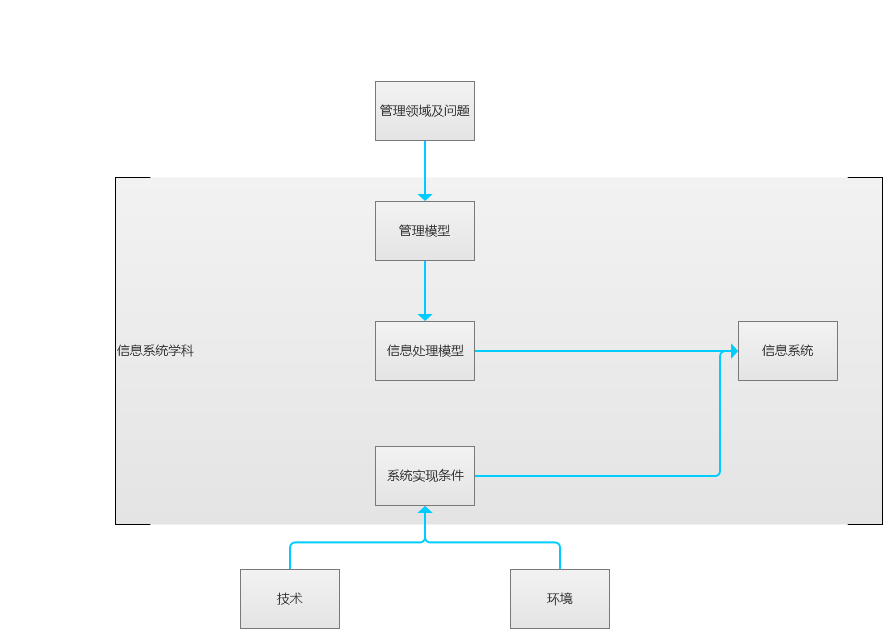 管理领域及问题
管理模型
信息系统学科
信息处理模型
信息系统
系统实现条件
技术
环境